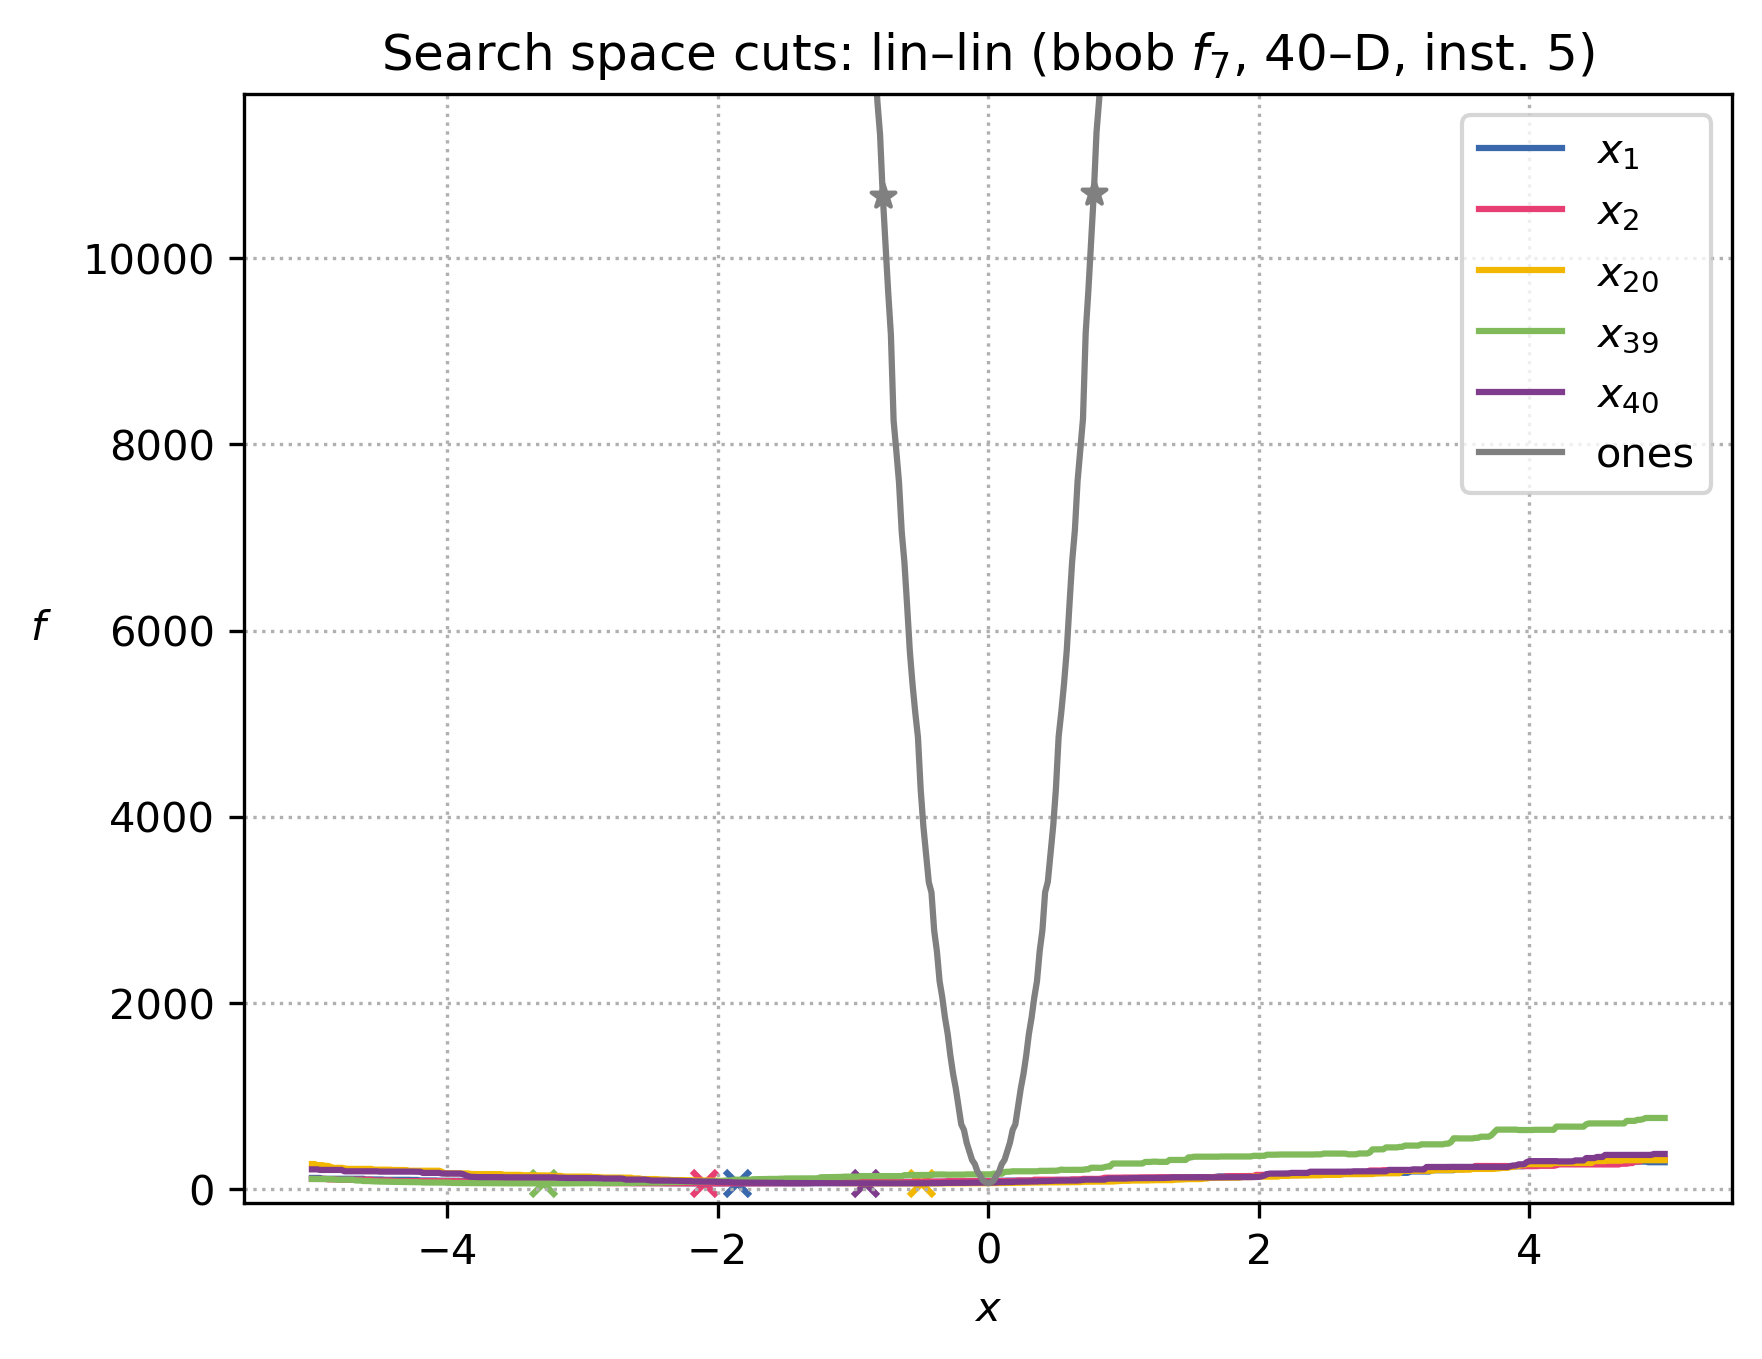 Search space cuts: lin–lin (bbob f₇, 40–D, inst. 5)
x₁
x₂
x₂₀
x₃₉
x₄₀
ones
10000
8000
6000
4000
2000
0
f
−4 −2 0 2 4
x